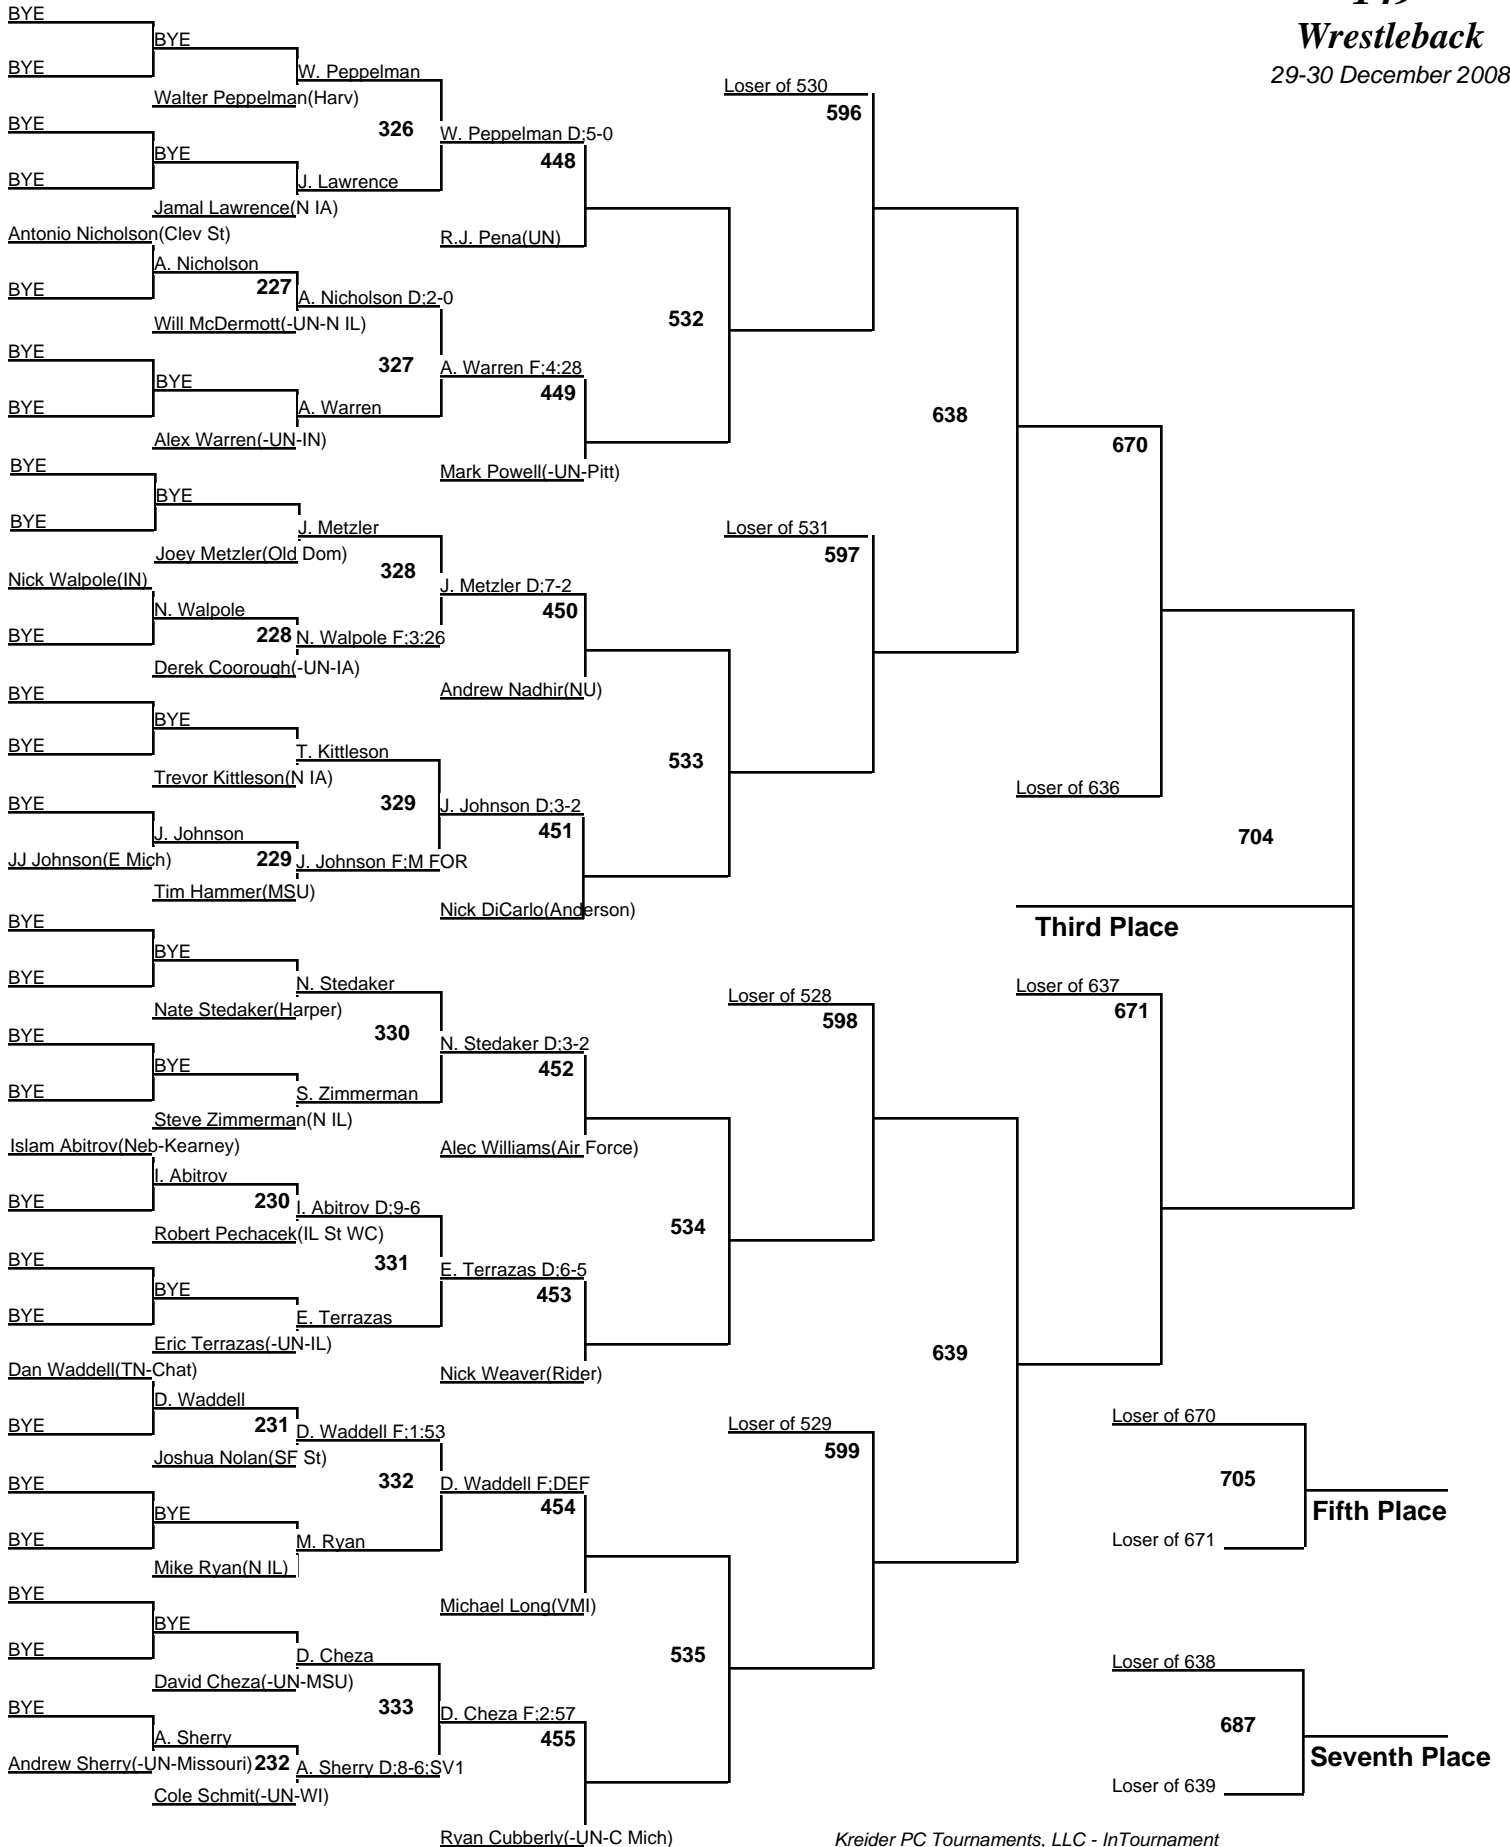 Wrestleback
29-30 December 2008
BYE
BYE
BYE
W. Peppelman
Walter Peppelman(Harv)
326
BYE
BYE
BYE
J. Lawrence
Jamal Lawrence(N IA)
W. Peppelman D;5-0
448
R.J. Pena(UN)
Antonio Nicholson(Clev St)
A. Nicholson
BYE
227
A. Nicholson D;2-0
Will McDermott(-UN-N IL)
327
BYE
BYE
BYE
A. Warren
Alex Warren(-UN-IN)
A. Warren F;4:28
449
Mark Powell(-UN-Pitt)
532
Loser of 530
596
BYE
BYE
BYE
J. Metzler
Joey Metzler(Old Dom)
328
Nick Walpole(IN)
N. Walpole
BYE
228
N. Walpole F;3:26
Derek Coorough(-UN-IA)
J. Metzler D;7-2
450
Andrew Nadhir(NU)
BYE
BYE
BYE
T. Kittleson
Trevor Kittleson(N IA)
329
BYE
J. Johnson
JJ Johnson(E Mich)
229
J. Johnson F;M FOR
Tim Hammer(MSU)
J. Johnson D;3-2
451
Nick DiCarlo(Anderson)
533
Loser of 531
597
638
670
Loser of 636
704
Third Place
BYE
BYE
BYE
N. Stedaker
Nate Stedaker(Harper)
330
BYE
BYE
BYE
S. Zimmerman
Steve Zimmerman(N IL)
N. Stedaker D;3-2
452
Alec Williams(Air Force)
Islam Abitrov(Neb-Kearney)
I. Abitrov
BYE
230
I. Abitrov D;9-6
Robert Pechacek(IL St WC)
331
BYE
BYE
BYE
E. Terrazas
Eric Terrazas(-UN-IL)
E. Terrazas D;6-5
453
Nick Weaver(Rider)
534
Loser of 528
598
Loser of 637
671
Dan Waddell(TN-Chat)
D. Waddell
BYE
231
D. Waddell F;1:53
Joshua Nolan(SF St)
332
BYE
BYE
BYE
M. Ryan
Mike Ryan(N IL)
D. Waddell F;DEF
454
Michael Long(VMI)
BYE
BYE
BYE
D. Cheza
David Cheza(-UN-MSU)
333
BYE
A. Sherry
Andrew Sherry(-UN-Missouri)
232
A. Sherry D;8-6;SV1
Cole Schmit(-UN-WI)
D. Cheza F;2:57
455
Ryan Cubberly(-UN-C Mich)
535
Loser of 529
599
639
Loser of 670
705
Fifth Place
Loser of 671
Loser of 638
687
Seventh Place
Loser of 639
Kreider PC Tournaments, LLC - InTournament